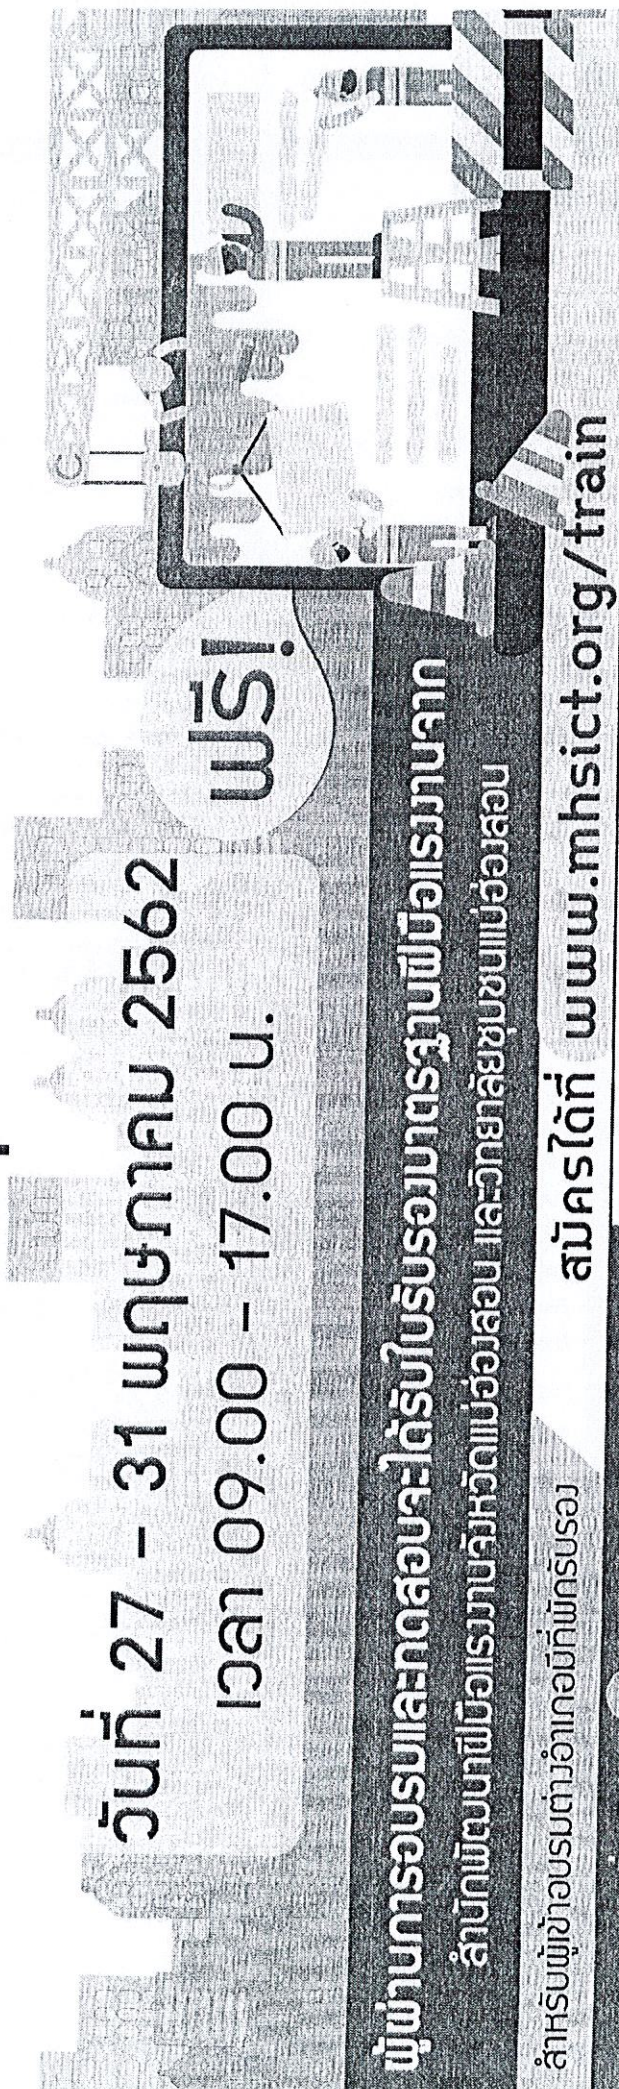 วันที่ 27 - 31 พฤษภาคม 2562
เวลา 09.00 - 17.00 น.
ฟรี!
ผู้ผ่านการอบรมและทดสอบจะได้รับใบรับรองมาตรฐานฝีมือแรงงานจาก
สำนักพัฒนาฝีมือแรงงานจังหวัดแม่ฮ่องสอน และวิทยาลัยชุมชนแม่ฮ่องสอน
สมัครได้ที่ www.mhsict.org/train
สำหรับผู้เข้าอบรมต่างอำเภอมีที่พักรับรอง